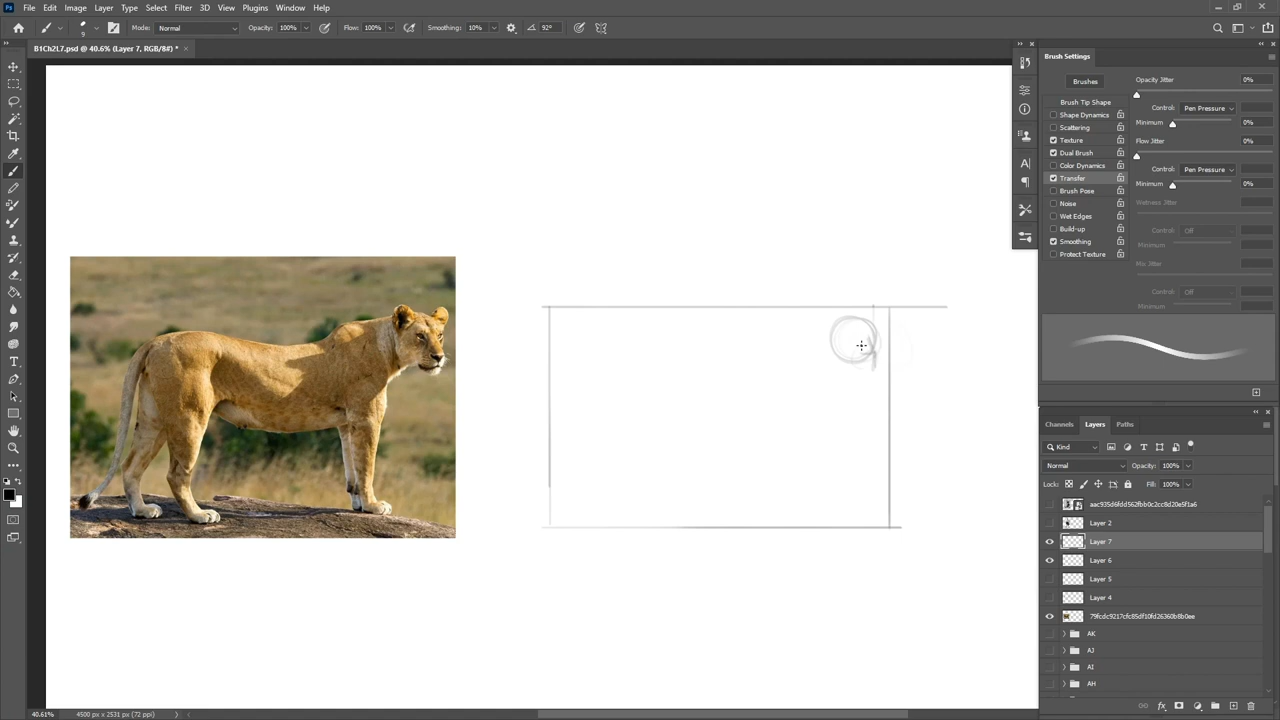 Ps File Edit Image Layer Type Select Filter 3D View Plugins Window Help
9 Mode: Normal Opacity: 100% Flow: 100% Smoothing: 10% 92°
B1Ch2L7.psd @ 40.6% (Layer 7, RGB/8#) * ×
Brush Settings
Brushes
Brush Tip Shape
Shape Dynamics
Scattering
Texture
Dual Brush
Color Dynamics
Transfer
Brush Pose
Noise
Wet Edges
Build-up
Smoothing
Protect Texture
Opacity Jitter 0%
Control: Pen Pressure
Minimum 0%
Flow Jitter 0%
Control: Pen Pressure
Minimum 0%
Wetness Jitter
Control: Off
Minimum
Mix Jitter
Control: Off
Minimum
Channels Layers Paths
Kind
Normal Opacity: 100%
Lock: Fill: 100%
aac935d6fdd562fbb0c2cc8d20e5f1a6
Layer 2
Layer 7
Layer 6
Layer 5
Layer 4
79fcdc9217cfc85df10fd26360b8b0ee
AK
AJ
AI
AH
40.61% 4500 px x 2531 px (72 ppi)